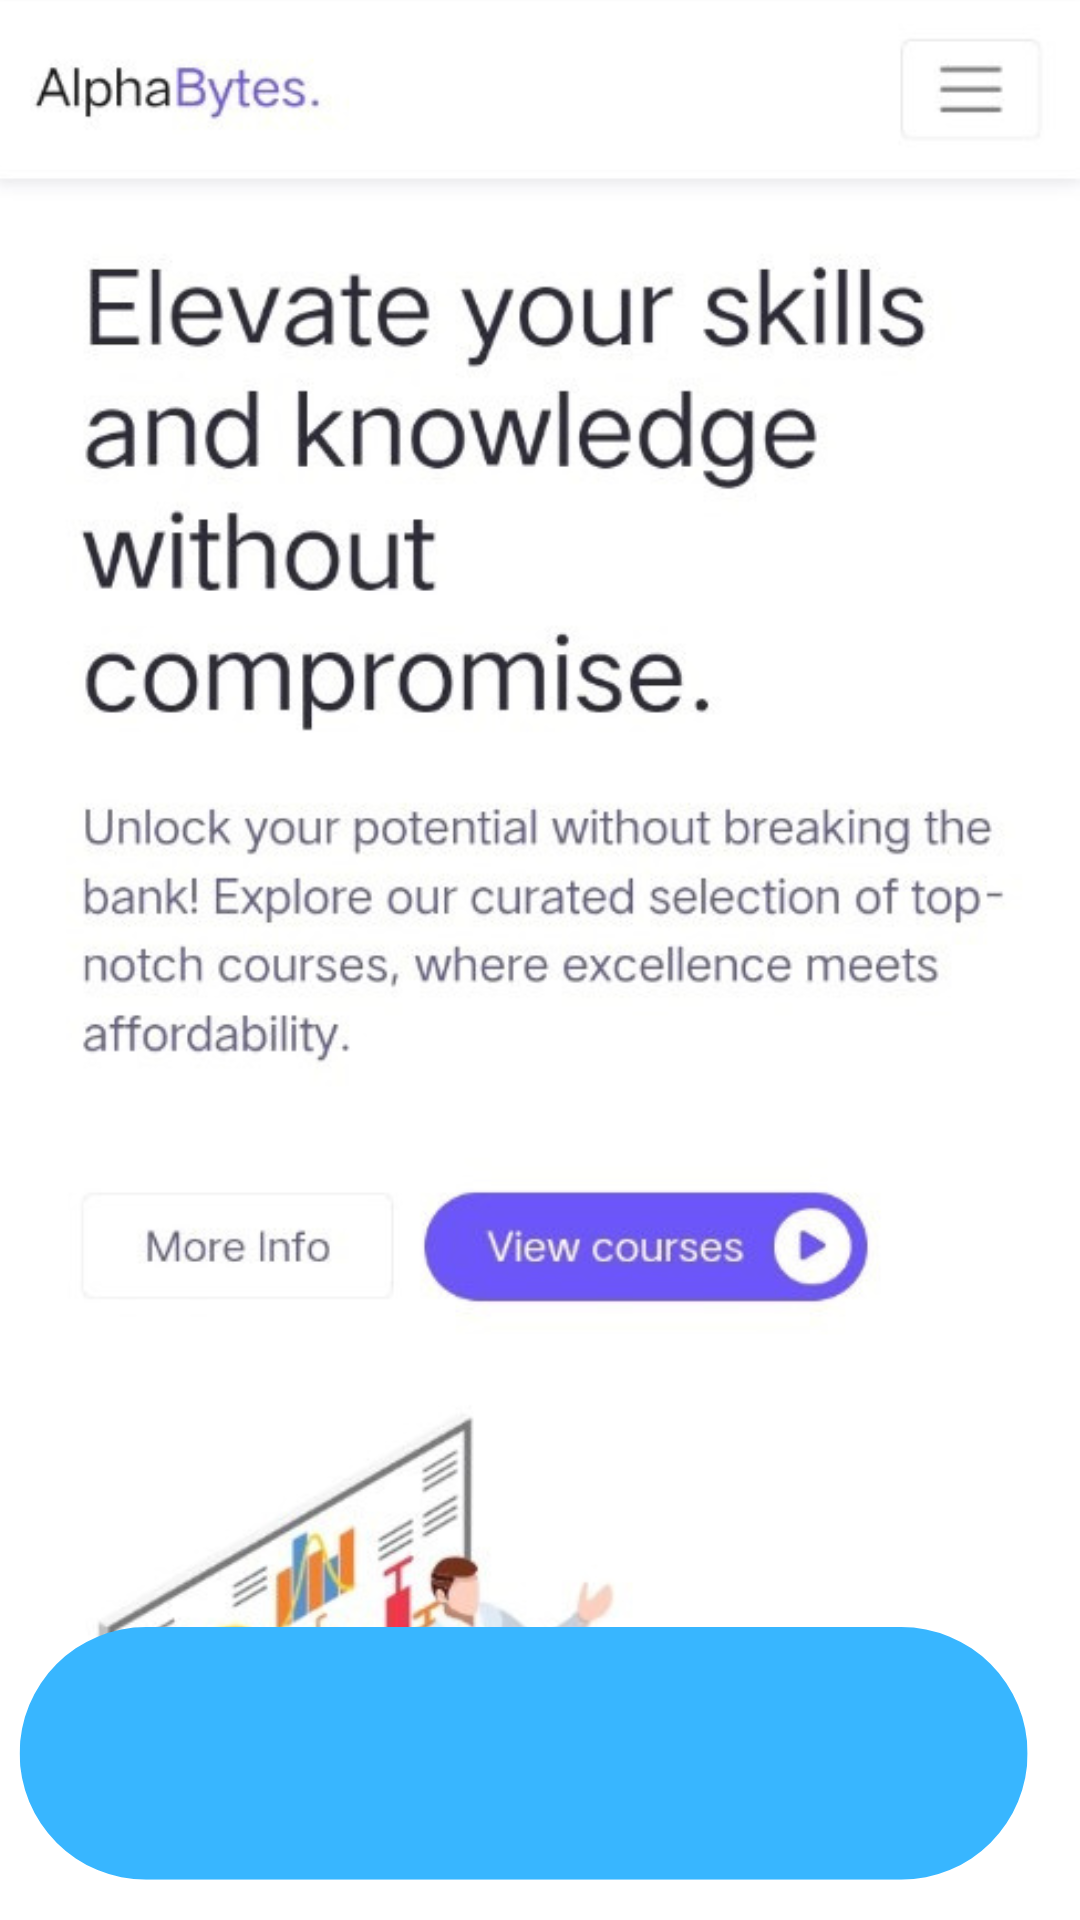 AlphaBytes.
Elevate your skills
and knowledge
without
compromise.
Unlock your potential without breaking the
bank! Explore our curated selection of top-
notch courses, where excellence meets
affordability.
More Info
View courses